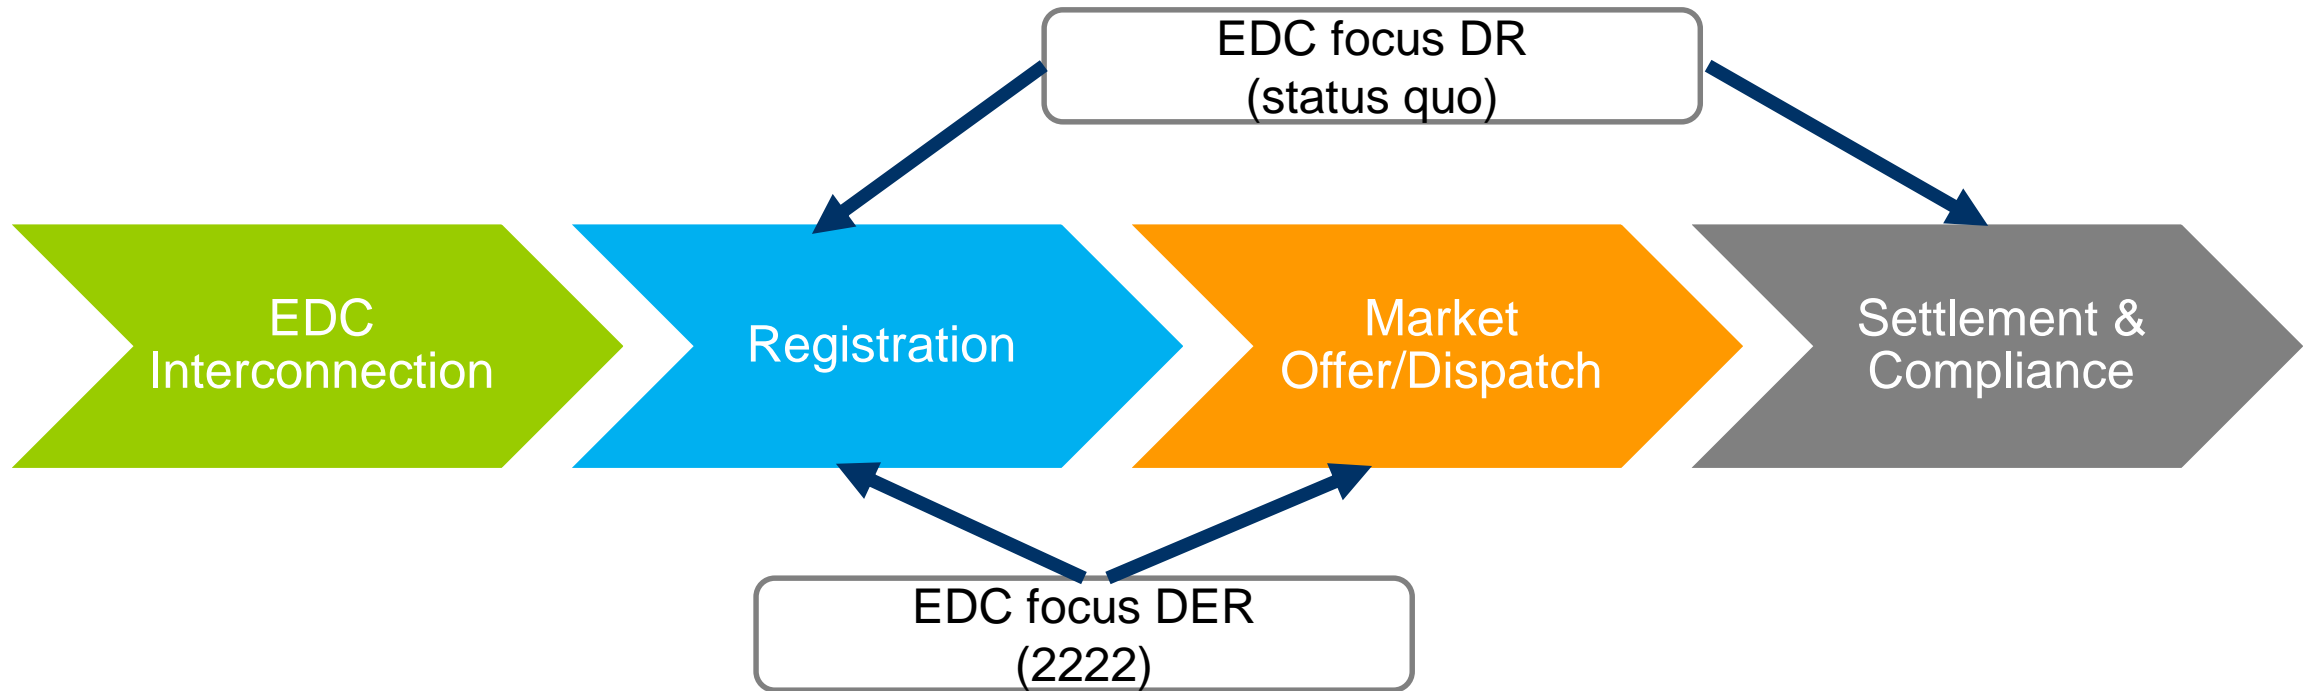 EDC focus DR
(status quo)
EDC
Interconnection
Registration
Market
Offer/Dispatch
Settlement &
Compliance
EDC focus DER
(2222)